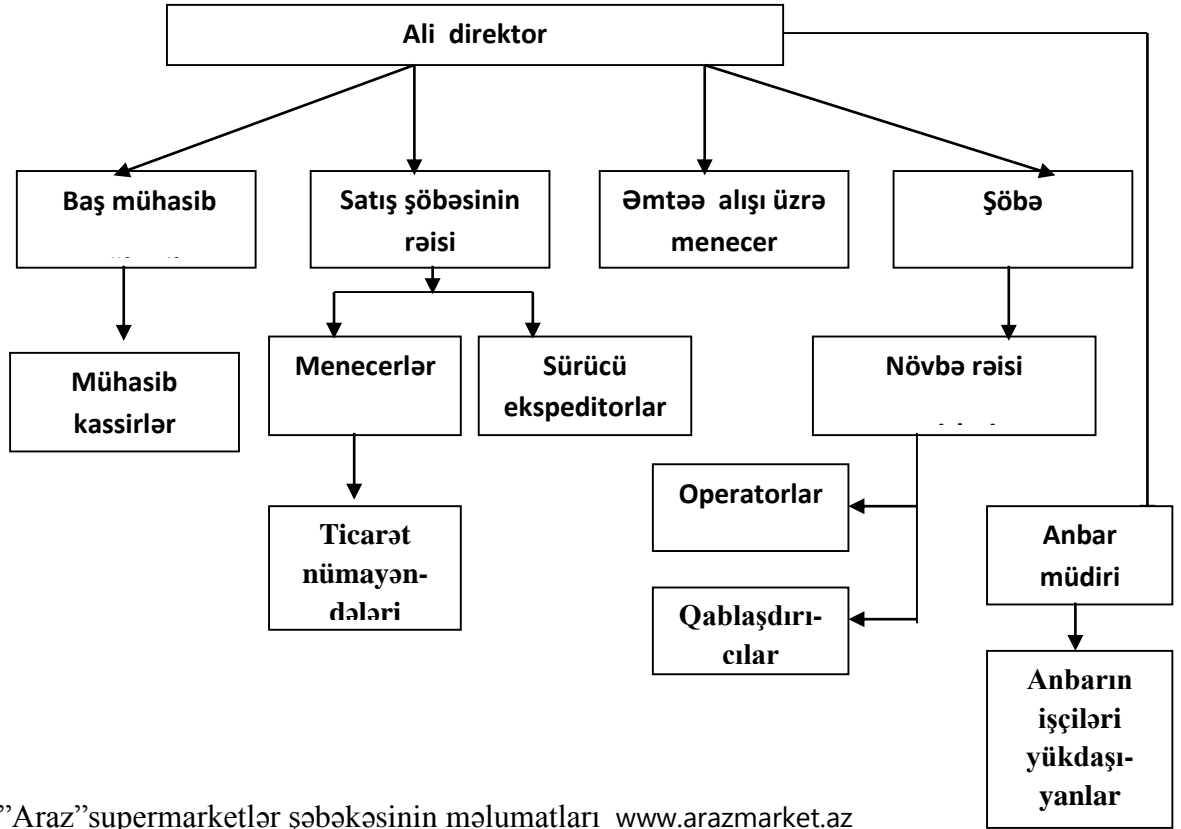 Ali direktor
Baş mühasib
Satış şöbəsinin
rəisi
Əmtəə alışı üzrə
menecer
Şöbə
Mühasib
kassirlər
Menecerlər
Sürücü
ekspeditorlar
Növbə rəisi
Ticarət
nümayən-
dələri
Operatorlar
Qablaşdırı-
cılar
Anbar
müdiri
Anbarın
işçiləri
yükdaşı-
yanlar
”Araz”supermarketlər şəbəkəsinin məlumatları www.arazmarket.az